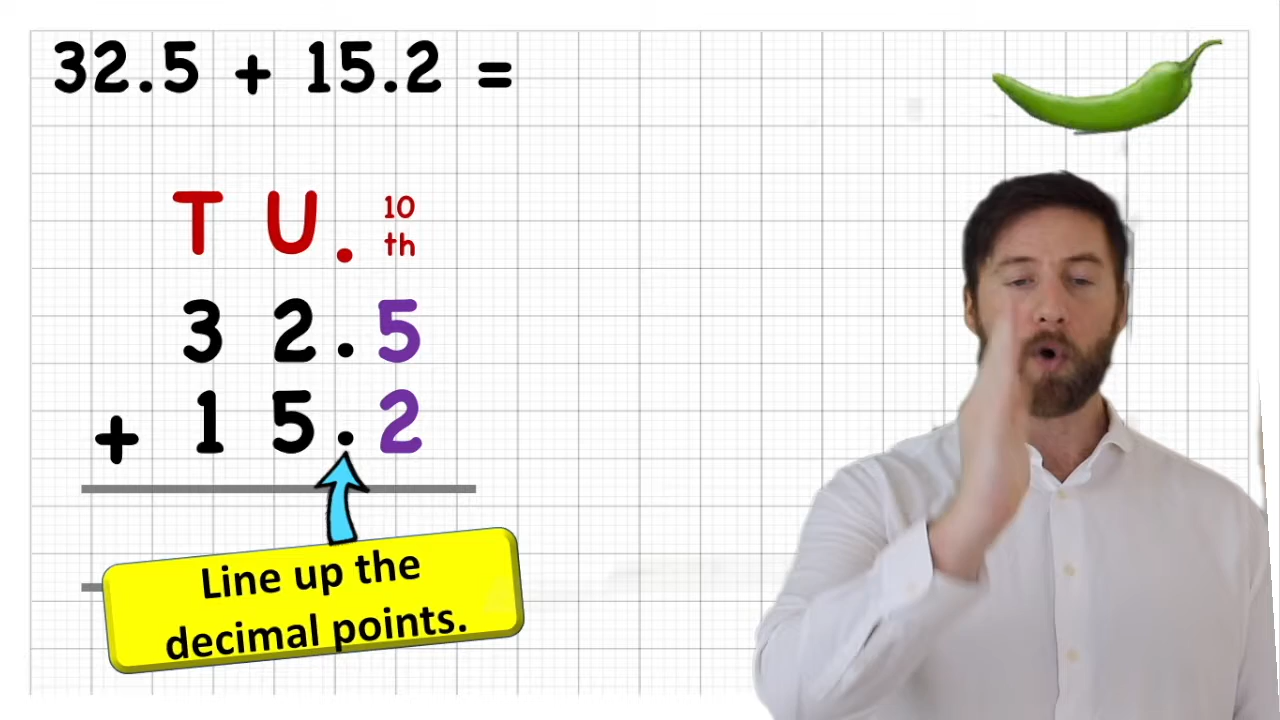 32.5 + 15.2 =
T U . 10 th
3 2 . 5
+ 1 5 . 2
Line up the
decimal points.